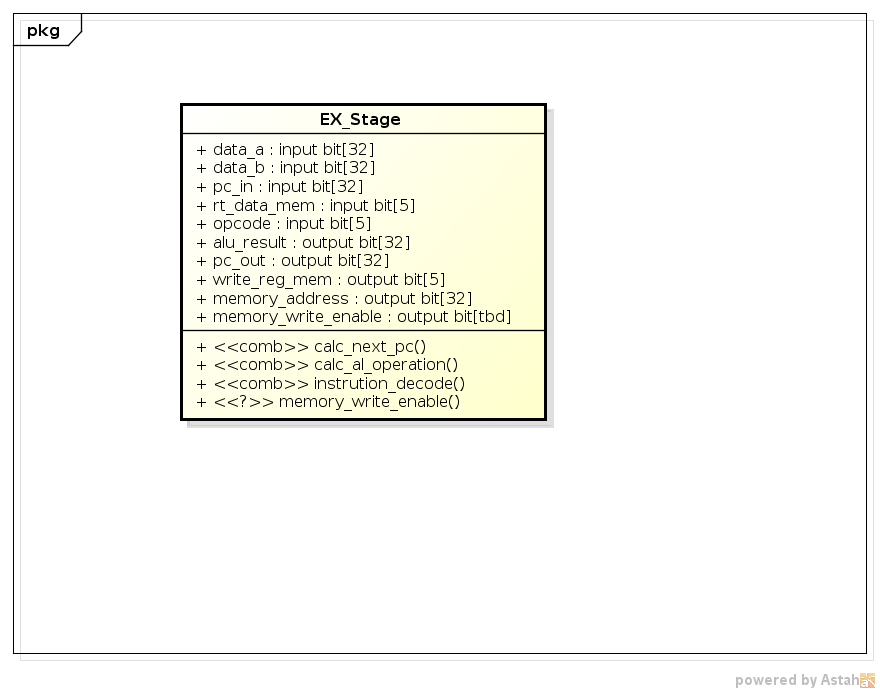 pkg
EX_Stage
+ data_a : input bit[32]
+ data_b : input bit[32]
+ pc_in : input bit[32]
+ rt_data_mem : input bit[5]
+ opcode : input bit[5]
+ alu_result : output bit[32]
+ pc_out : output bit[32]
+ write_reg_mem : output bit[5]
+ memory_address : output bit[32]
+ memory_write_enable : output bit[tbd]
+ <<comb>> calc_next_pc()
+ <<comb>> calc_al_operation()
+ <<comb>> instrution_decode()
+ <<?>> memory_write_enable()
powered by Astah